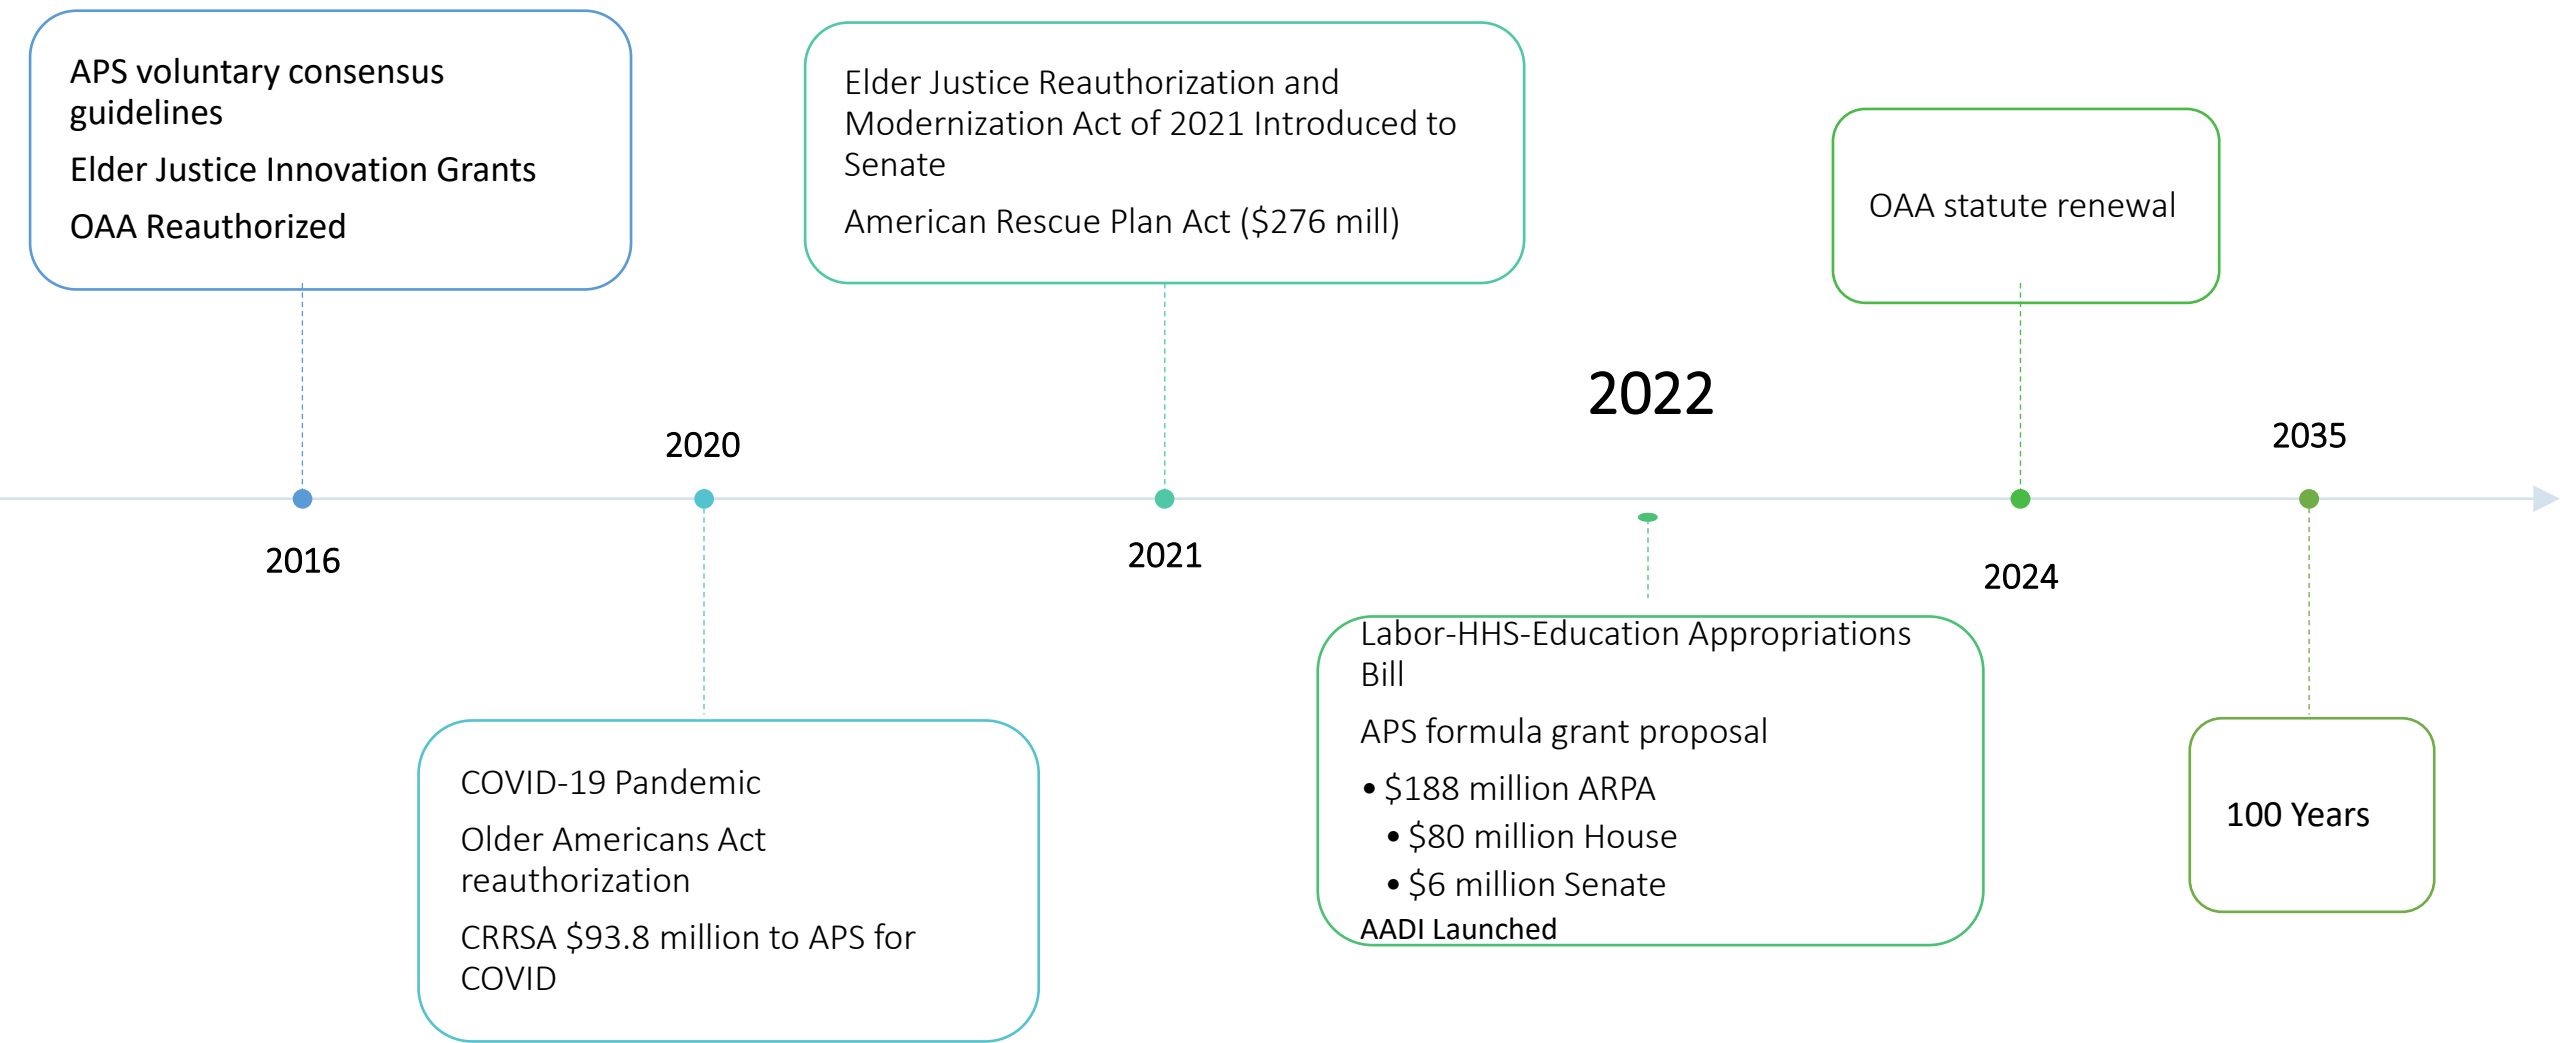 APS voluntary consensus
guidelines
Elder Justice Innovation Grants
OAA Reauthorized
2016
2020
COVID-19 Pandemic
Older Americans Act
reauthorization
CRRSA $93.8 million to APS for
COVID
Elder Justice Reauthorization and
Modernization Act of 2021 Introduced to
Senate
American Rescue Plan Act ($276 mill)
2021
2022
Labor-HHS-Education Appropriations
Bill
APS formula grant proposal
• $188 million ARPA
• $80 million House
• $6 million Senate
AADI Launched
OAA statute renewal
2024
2035
100 Years